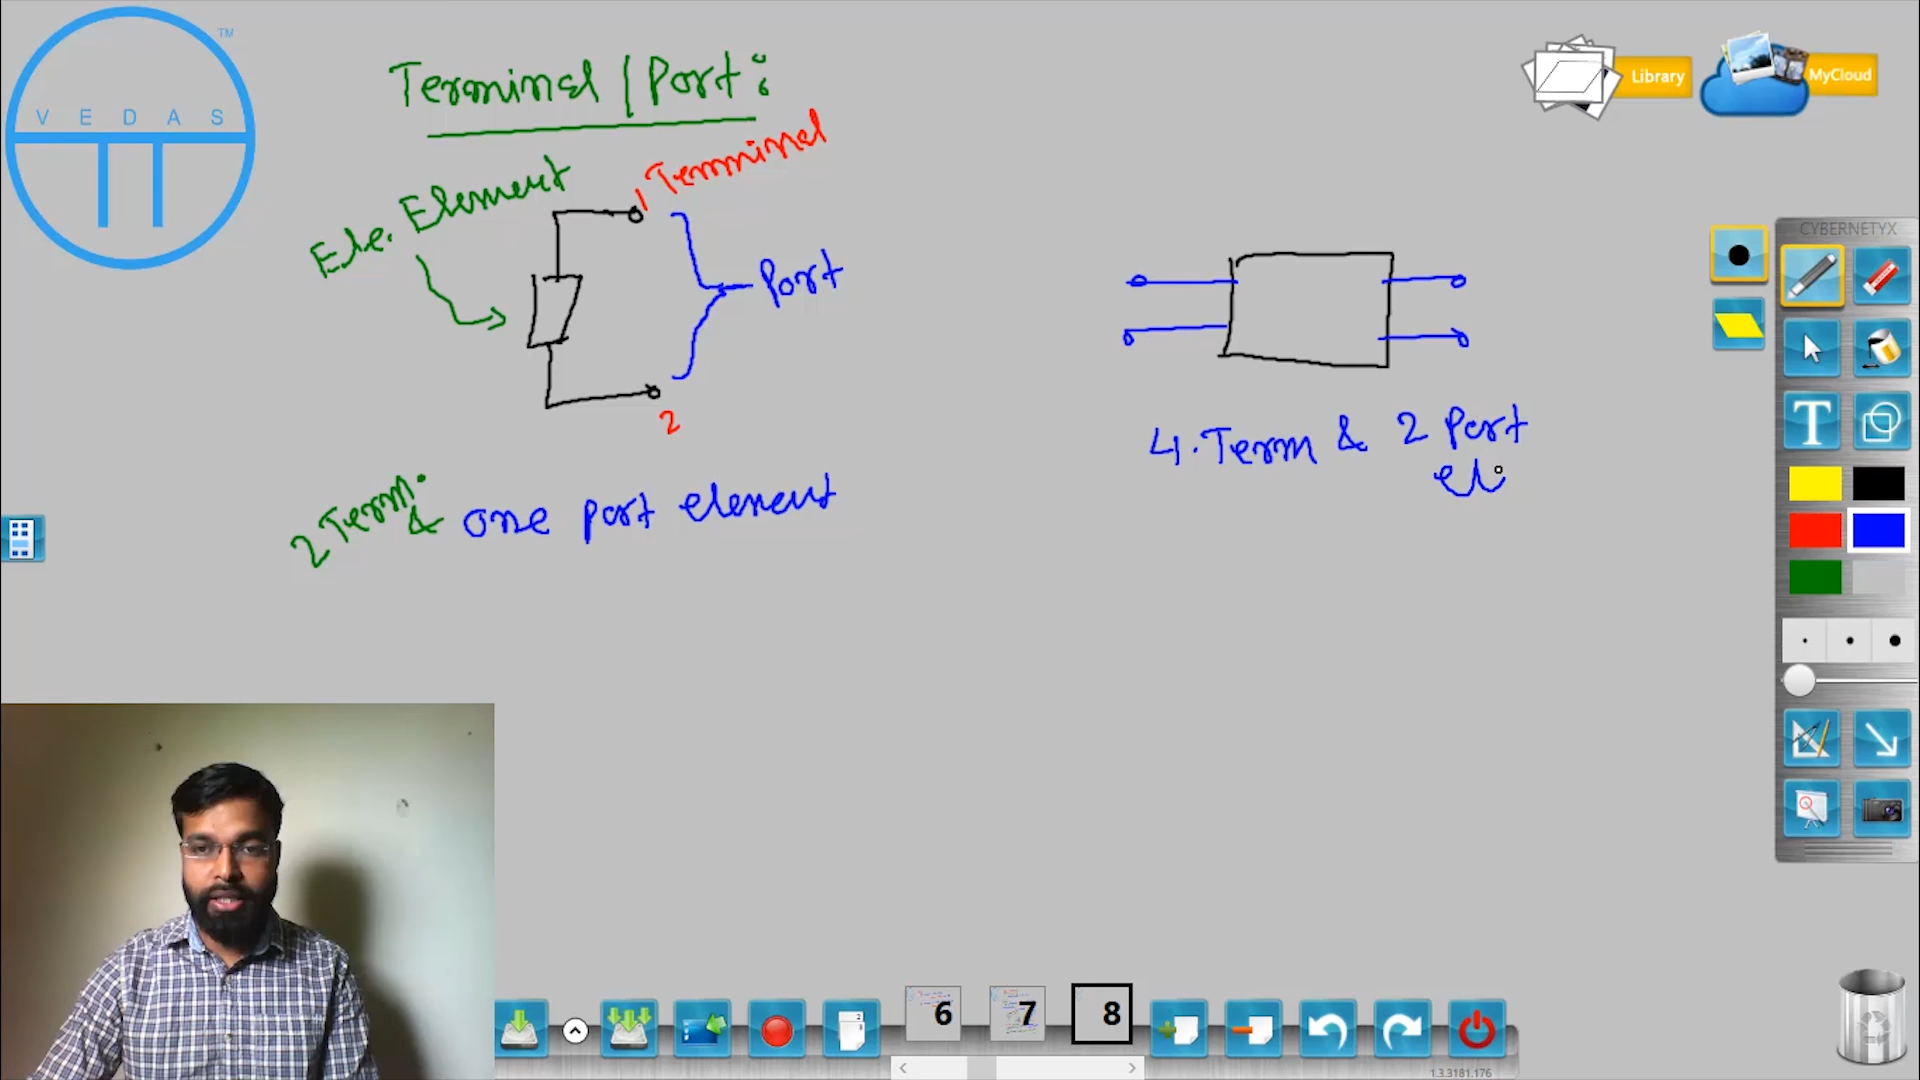 TM
VEDAS
Terminal / Port :
Library
MyCloud
Terminal
Ele. Element
1
Port
2
CYBERNETYX
4. Term & 2 Port
el
2 Term. & one port element
T
6
7
8
1.3.3181.176